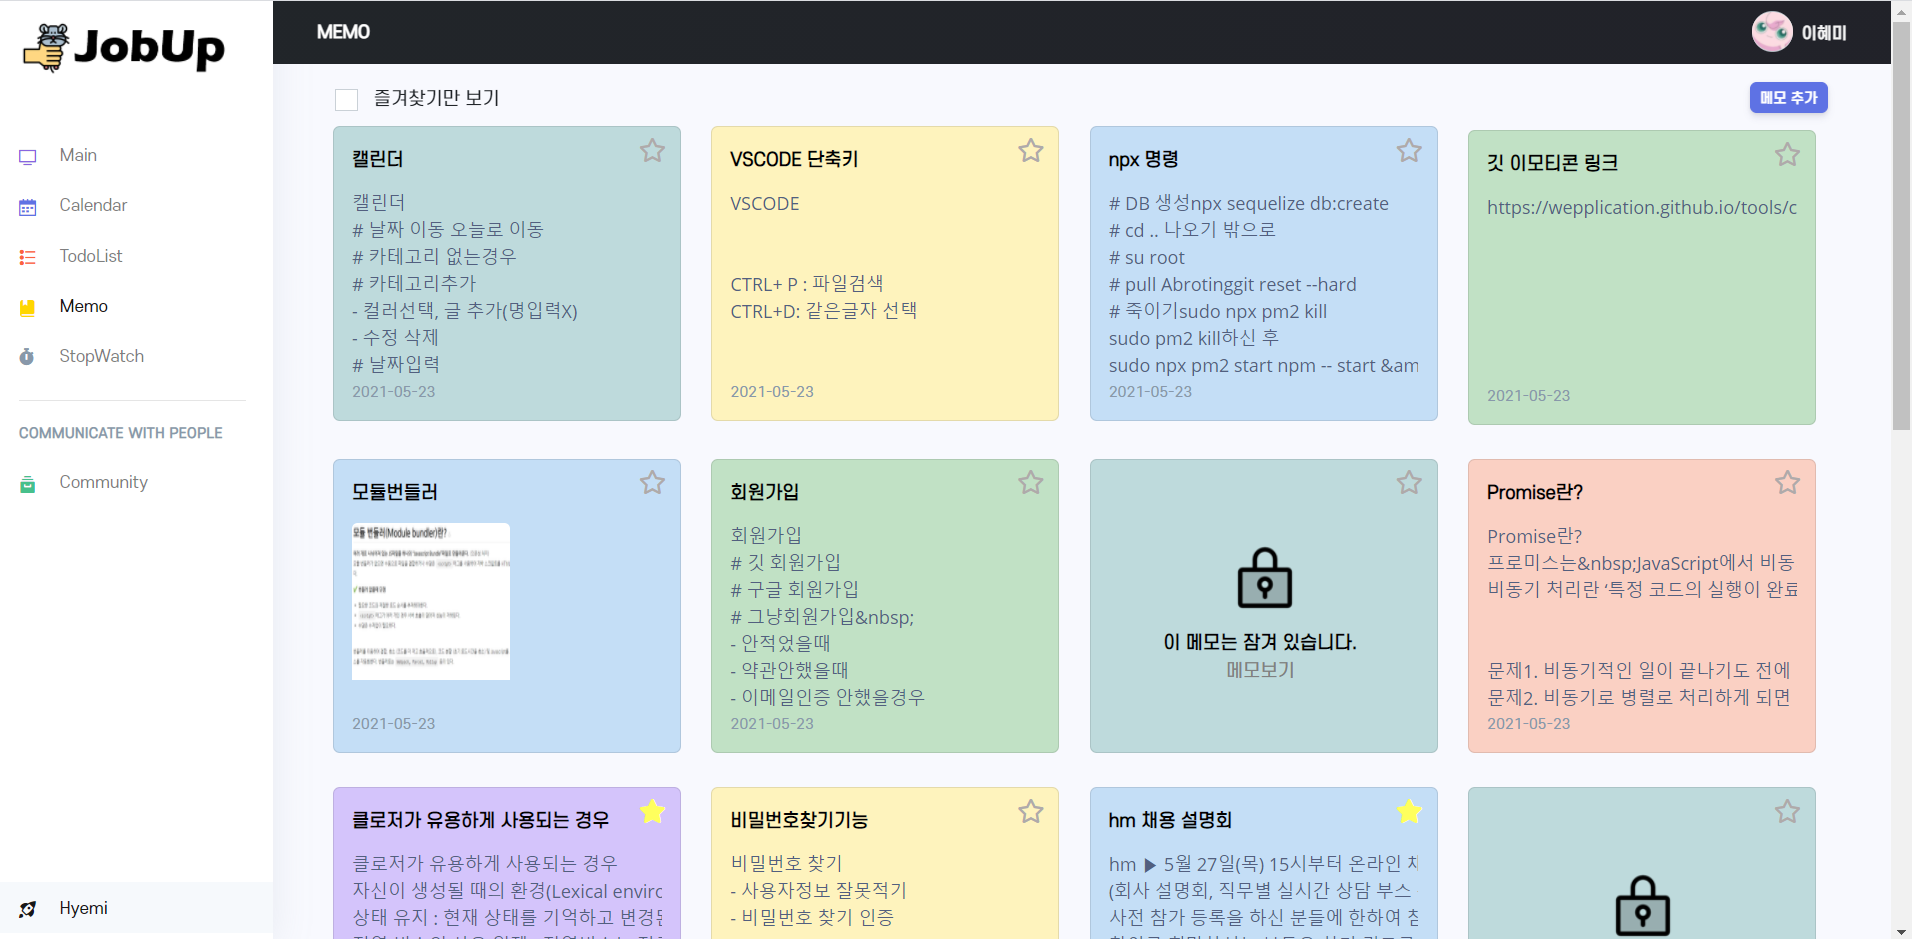 JobUp
MEMO
이혜미
Main
Calendar
TodoList
Memo
StopWatch
COMMUNICATE WITH PEOPLE
Community
Hyemi
즐겨찾기만 보기
메모 추가
캘린더
캘린더
# 날짜 이동 오늘로 이동
# 카테고리 없는경우
# 카테고리추가
- 컬러선택, 글 추가(명입력X)
- 수정 삭제
# 날짜입력
2021-05-23
VSCODE 단축키
VSCODE
CTRL+ P : 파일검색
CTRL+D: 같은글자 선택
2021-05-23
npx 명령
# DB 생성npx sequelize db:create
# cd .. 나오기 밖으로
# su root
# pull Abrotinggit reset --hard
# 죽이기sudo npx pm2 kill
sudo pm2 kill하신 후
sudo npx pm2 start npm -- start &am
2021-05-23
깃 이모티콘 링크
https://wepplication.github.io/tools/c
2021-05-23
모듈번들러
모듈 번들러(Module bundler)란?
2021-05-23
회원가입
회원가입
# 깃 회원가입
# 구글 회원가입
# 그냥회원가입&nbsp;
- 안적었을때
- 약관안했을때
- 이메일인증 안했을경우
2021-05-23
이 메모는 잠겨 있습니다.
메모보기
Promise란?
Promise란?
프로미스는&nbsp;JavaScript에서 비동
비동기 처리란 ‘특정 코드의 실행이 완료
문제1. 비동기적인 일이 끝나기도 전에
문제2. 비동기로 병렬로 처리하게 되면
2021-05-23
클로저가 유용하게 사용되는 경우
클로저가 유용하게 사용되는 경우
자신이 생성될 때의 환경(Lexical enviro
상태 유지 : 현재 상태를 기억하고 변경된
비밀번호찾기기능
비밀번호 찾기
- 사용자정보 잘못적기
- 비밀번호 찾기 인증
hm 채용 설명회
hm ▶ 5월 27일(목) 15시부터 온라인 채
(회사 설명회, 직무별 실시간 상담 부스
사전 참가 등록을 하신 분들에 한하여 참